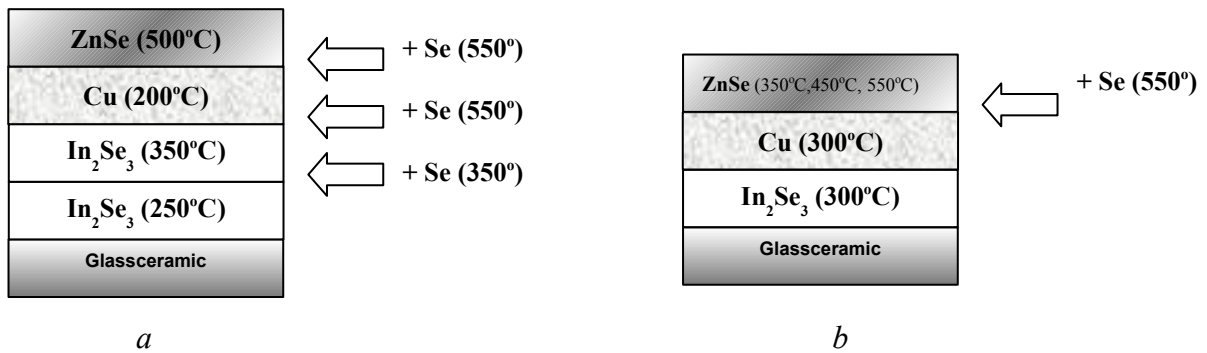 ZnSe (500ºC)
+ Se (550º)
Cu (200ºC)
+ Se (550º)
In₂Se₃ (350ºC)
+ Se (350º)
In₂Se₃ (250ºC)
Glassceramic
a
ZnSe (350ºC,450ºC, 550ºC)
+ Se (550º)
Cu (300ºC)
In₂Se₃ (300ºC)
Glassceramic
b